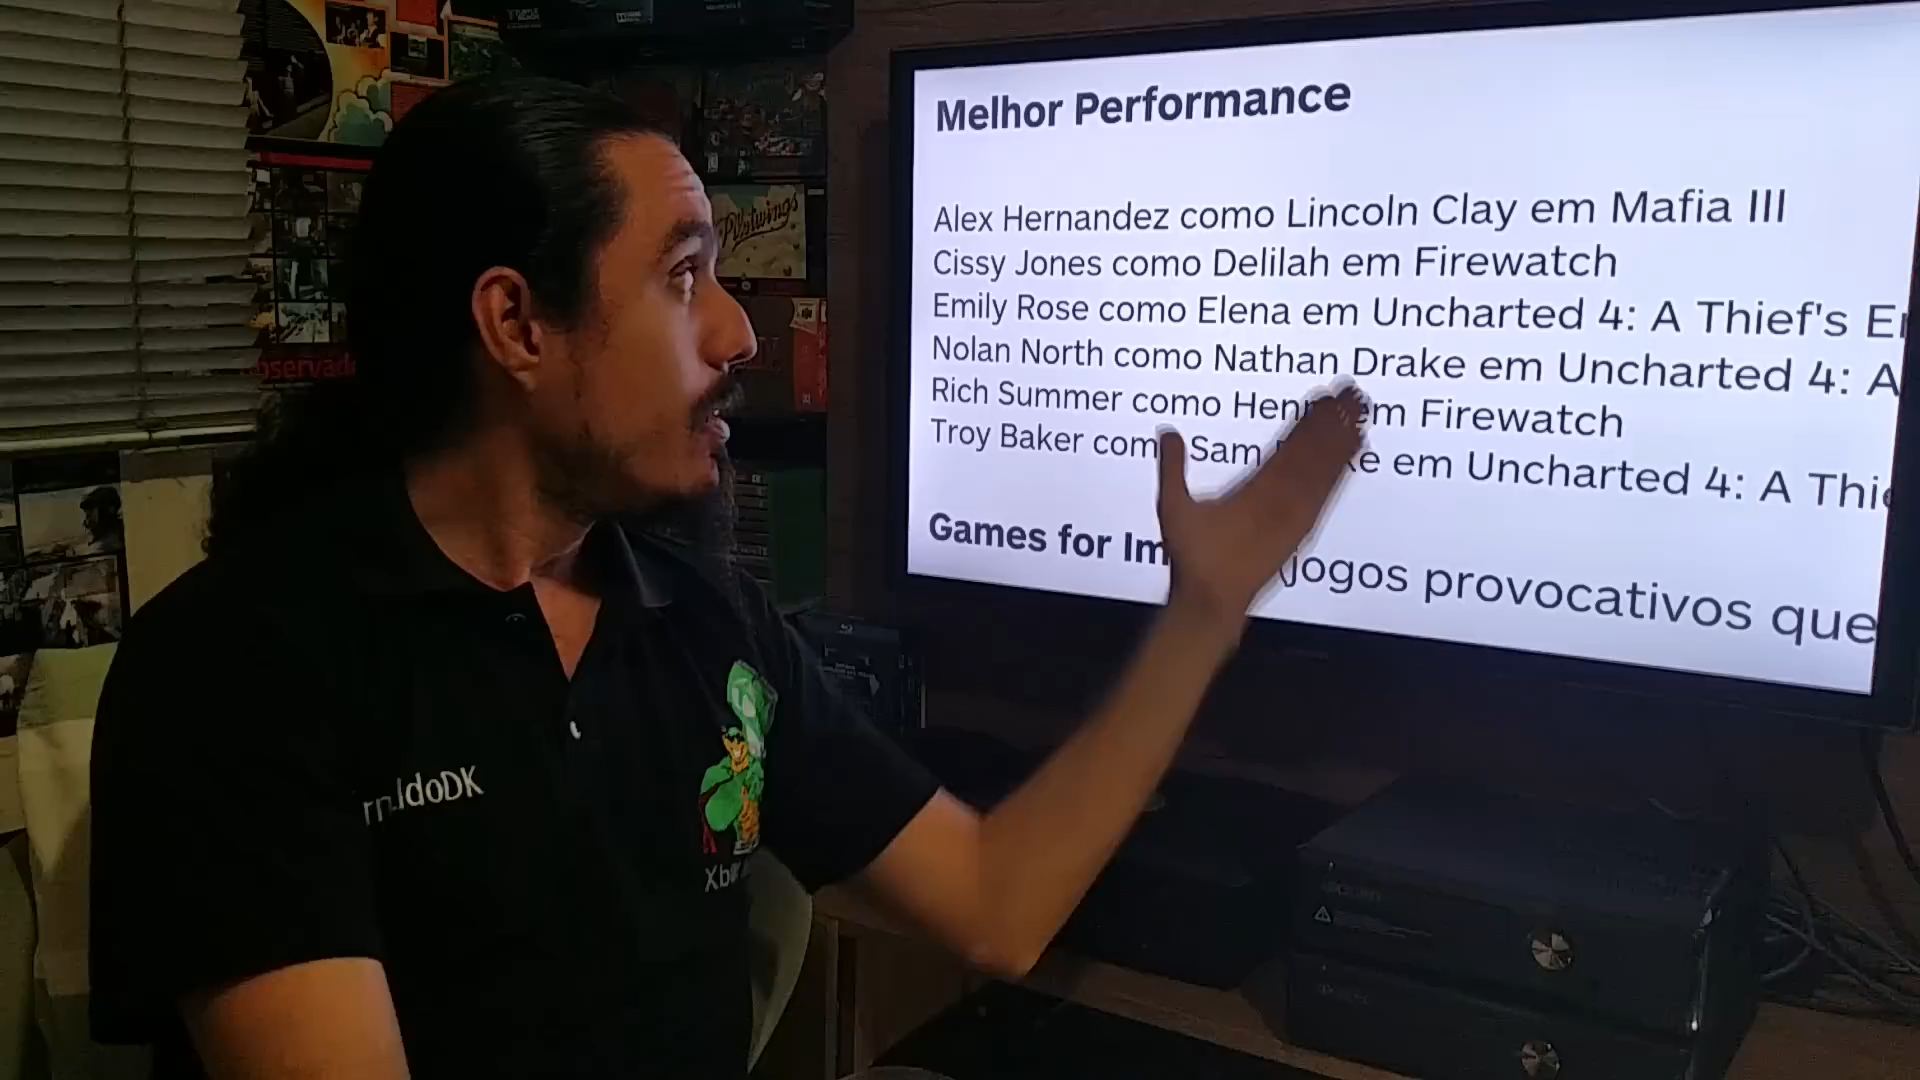 Melhor Performance
Alex Hernandez como Lincoln Clay em Mafia III
Cissy Jones como Delilah em Firewatch
Emily Rose como Elena em Uncharted 4: A Thief's
Nolan North como Nathan Drake em Uncharted 4: A
Rich Summer como em Firewatch
Troy Baker Sam em Uncharted 4: A
Games for
jogos provocativos que
Pilotwings